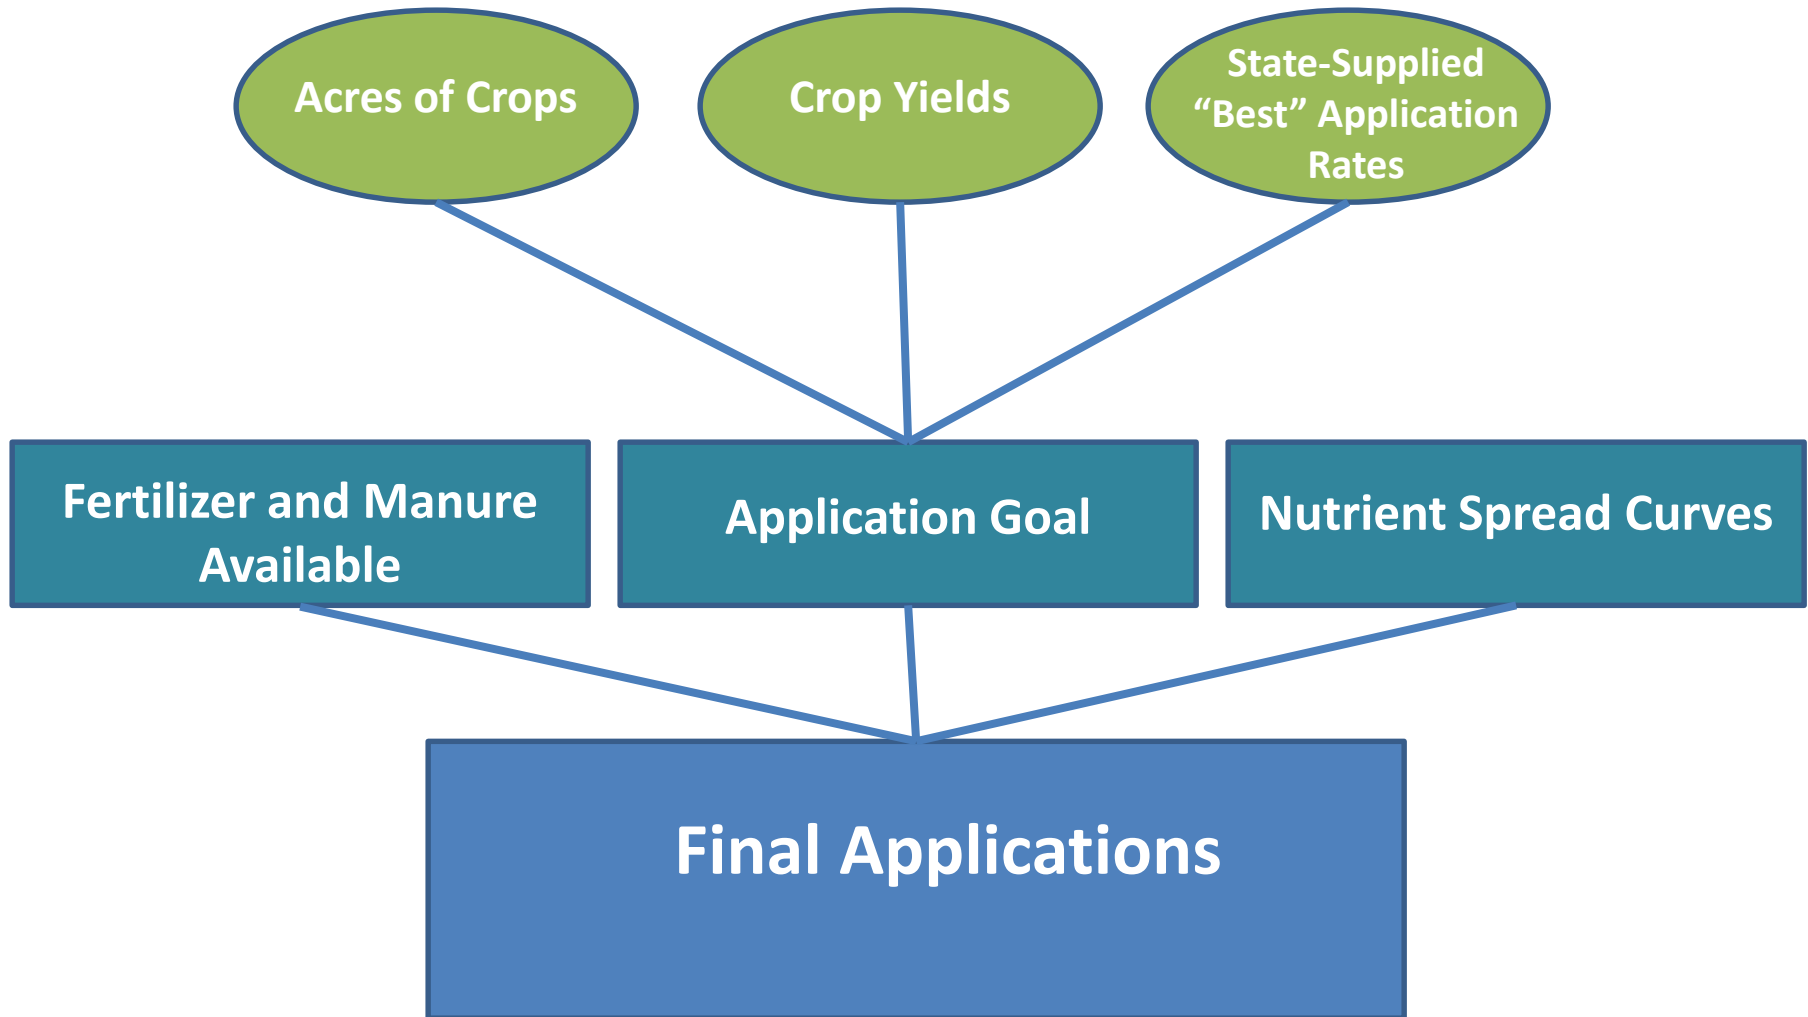 Acres of Crops
Crop Yields
State-Supplied
“Best” Application
Rates
Fertilizer and Manure
Available
Application Goal
Nutrient Spread Curves
Final Applications